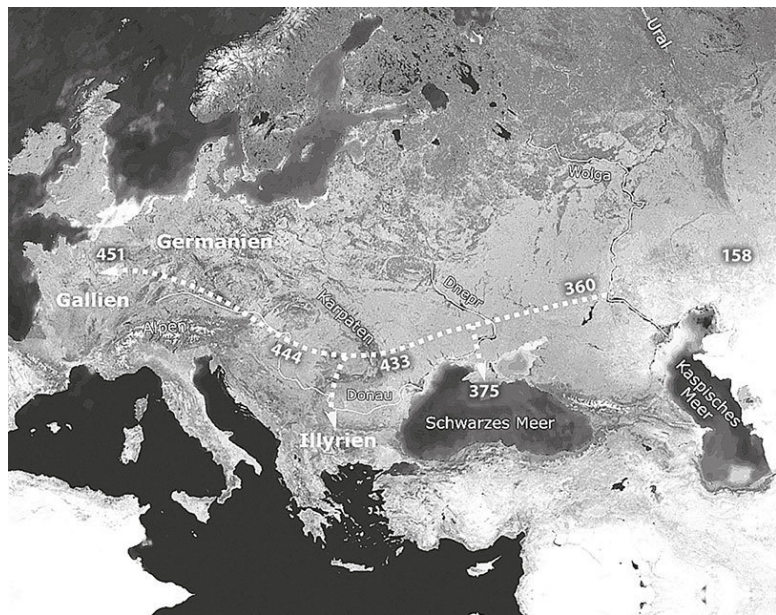 Ural
Wolga
Germanien
451
158
Dnepr
360
Gallien
Karpaten
Alpen
444
433
375
Donau
Kaspisches
Meer
Schwarzes Meer
Illyrien